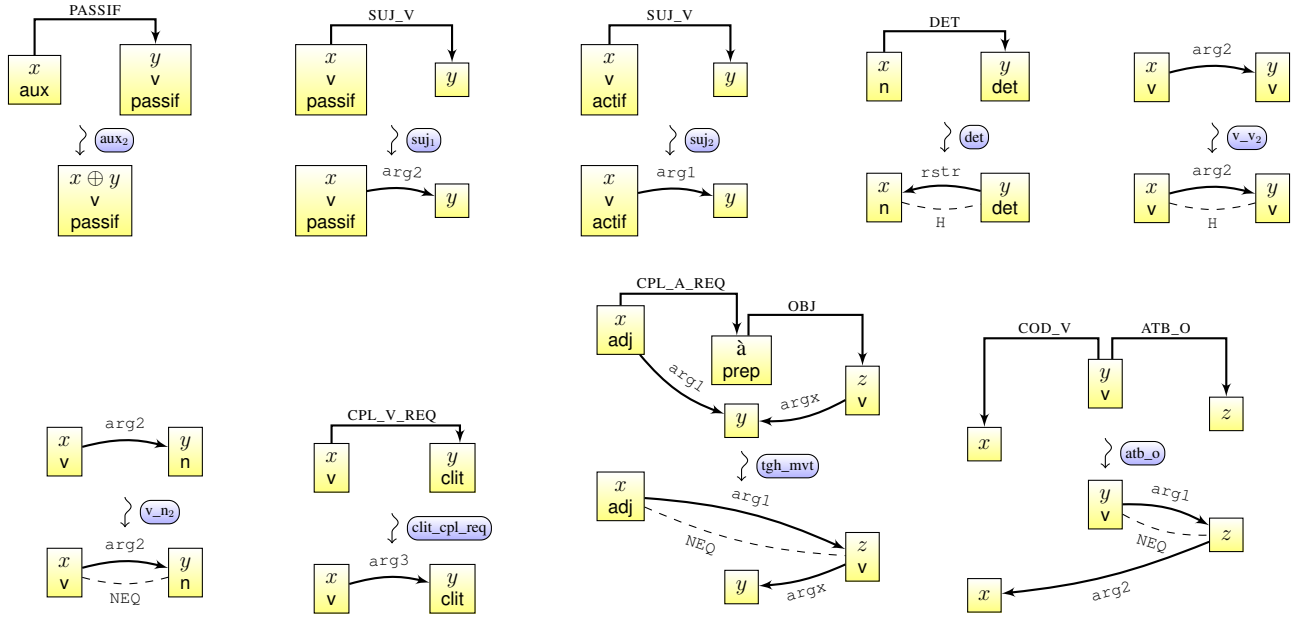 PASSIF
x
aux
y
v
passif
aux2
x ⊕ y
v
passif
SUJ_V
x
v
passif
y
suj1
arg2
x
v
passif
y
SUJ_V
x
v
actif
y
suj2
arg1
x
v
actif
y
DET
x
n
y
det
det
rstr
x
n
y
det
H
arg2
x
v
y
v
v_v2
arg2
x
v
y
v
H
arg2
x
v
y
n
v_n2
arg2
x
v
y
n
NEQ
CPL_V_REQ
x
v
y
clit
clit_cpl_req
arg3
x
v
y
clit
CPL_A_REQ
OBJ
x
adj
à
prep
z
v
arg1
argx
y
tgh_mvt
x
adj
arg1
NEQ
z
v
y
argx
COD_V
ATB_O
y
v
x
z
atb_o
y
v
arg1
NEQ
z
x
arg2